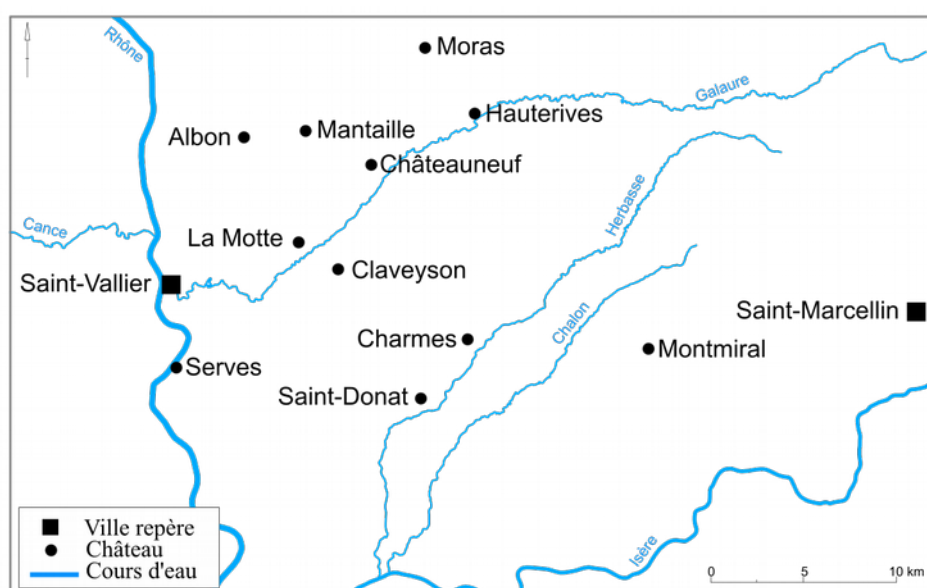 Rhône
Moras
Galaure
Hauterives
Albon
Mantaille
Châteauneuf
Herbasse
Cance
La Motte
Saint-Vallier
Claveyson
Chalon
Saint-Marcellin
Charmes
Montmiral
Serves
Saint-Donat
Ville repère
Château
Cours d'eau
Isère
0 5 10 km